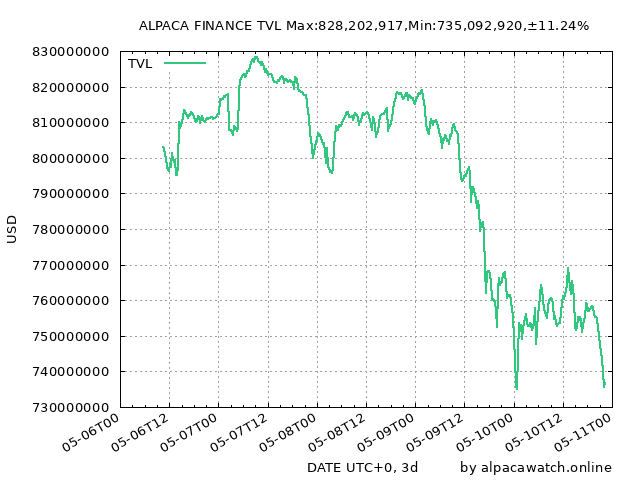 ALPACA FINANCE TVL Max:828,202,917,Min:735,092,920,±11.24%
830000000
820000000
810000000
800000000
790000000
780000000
770000000
760000000
750000000
740000000
730000000
USD
TVL
05-06T00
05-06T12
05-07T00
05-07T12
05-08T00
05-08T12
05-09T00
05-09T12
05-10T00
05-10T12
05-11T00
DATE UTC+0, 3d
by alpacawatch.online